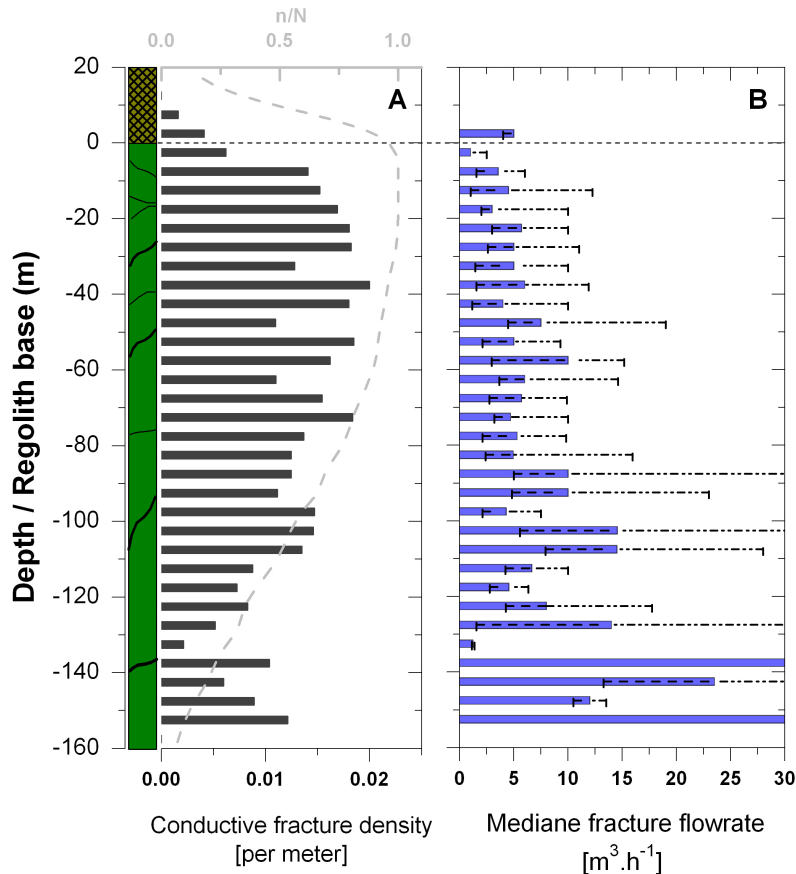 n/N
0.0 0.5 1.0
A
B
20
0
-20
-40
-60
-80
-100
-120
-140
-160
Depth / Regolith base (m)
0.00 0.01 0.02
0 5 10 15 20 25 30
Conductive fracture density
[per meter]
Mediane fracture flowrate
[m³.h⁻¹]